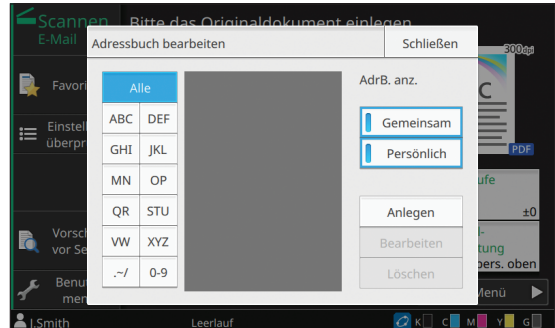 Scannen
Bitte das Originaldokument einlegen
E-Mail
Adressbuch bearbeiten
Schließen
300dpi
Favori
Alle
AdrB. anz.
C
ABC
DEF
Gemeinsam
Einstell
überpr
GHI
JKL
Persönlich
PDF
MN
OP
ufe
QR
STU
Anlegen
±0
Vorsch
vor Se
VW
XYZ
Bearbeiten
tung
pers. oben
.~/
0-9
Löschen
Benu
men
Menü
J.Smith
Leerlauf
K
C
M
Y
G